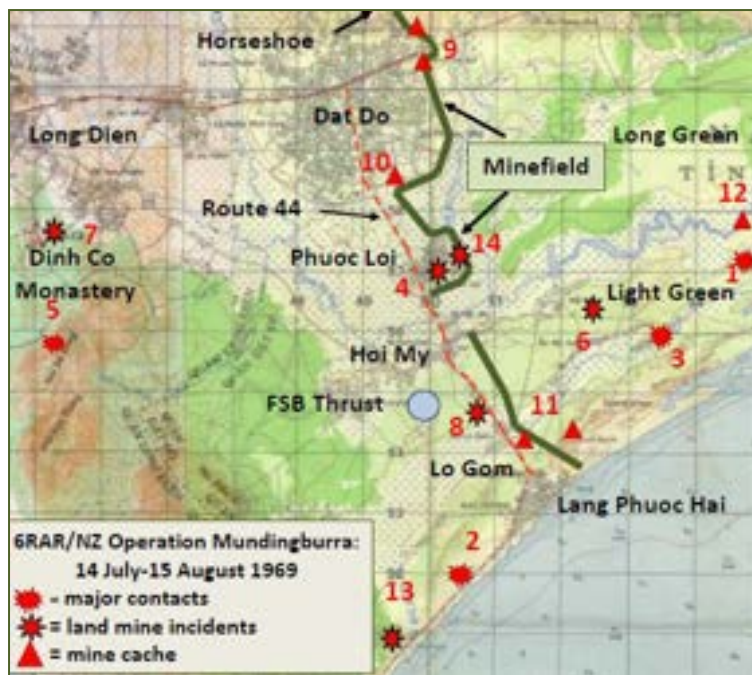 Horseshoe
9
Dat Do
Long Dien
Long Green
Minefield
10
TÍN
12
Route 44
14
7
Phuoc Loi
Dinh Co
Monastery
4
1
Light Green
5
6
3
Hoi My
FSB Thrust
8
11
Lo Gom
Lang Phuoc Hai
6RAR/NZ Operation Mundingburra:
14 July-15 August 1969
- major contacts
= land mine incidents
= mine cache
2
13